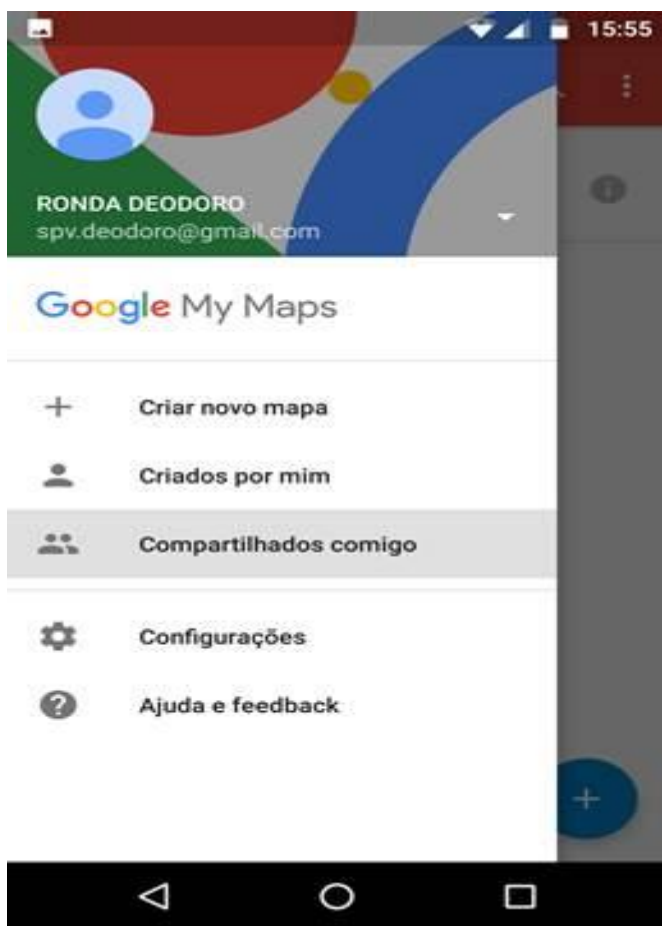 15:55
RONDA DEODORO
spv.deodoro@gmail.com
Google My Maps
Criar novo mapa
Criados por mim
Compartilhados comigo
Configurações
Ajuda e feedback